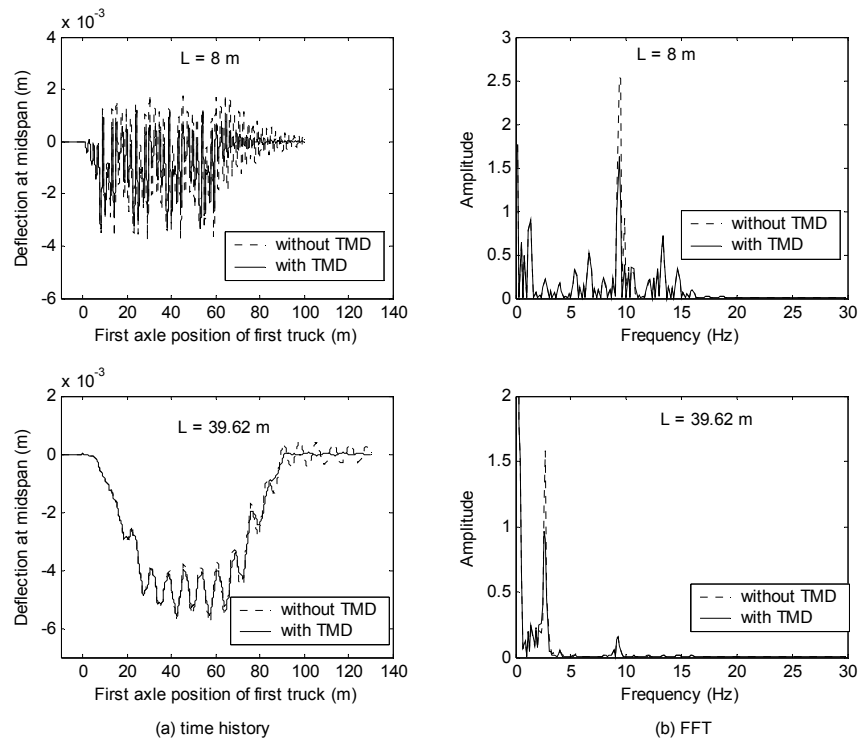 x 10-3
2
0
-2
-4
-6
Deflection at midspan (m)
L = 8 m
without TMD
with TMD
0 20 40 60 80 100 120 140
First axle position of first truck (m)
3
2.5
2
1.5
1
0.5
0
Amplitude
L = 8 m
without TMD
with TMD
0 5 10 15 20 25 30
Frequency (Hz)
x 10-3
2
0
-2
-4
-6
Deflection at midspan (m)
L = 39.62 m
without TMD
with TMD
0 20 40 60 80 100 120 140
First axle position of first truck (m)
(a) time history
2
1.5
1
0.5
0
Amplitude
L = 39.62 m
without TMD
with TMD
0 5 10 15 20 25 30
Frequency (Hz)
(b) FFT